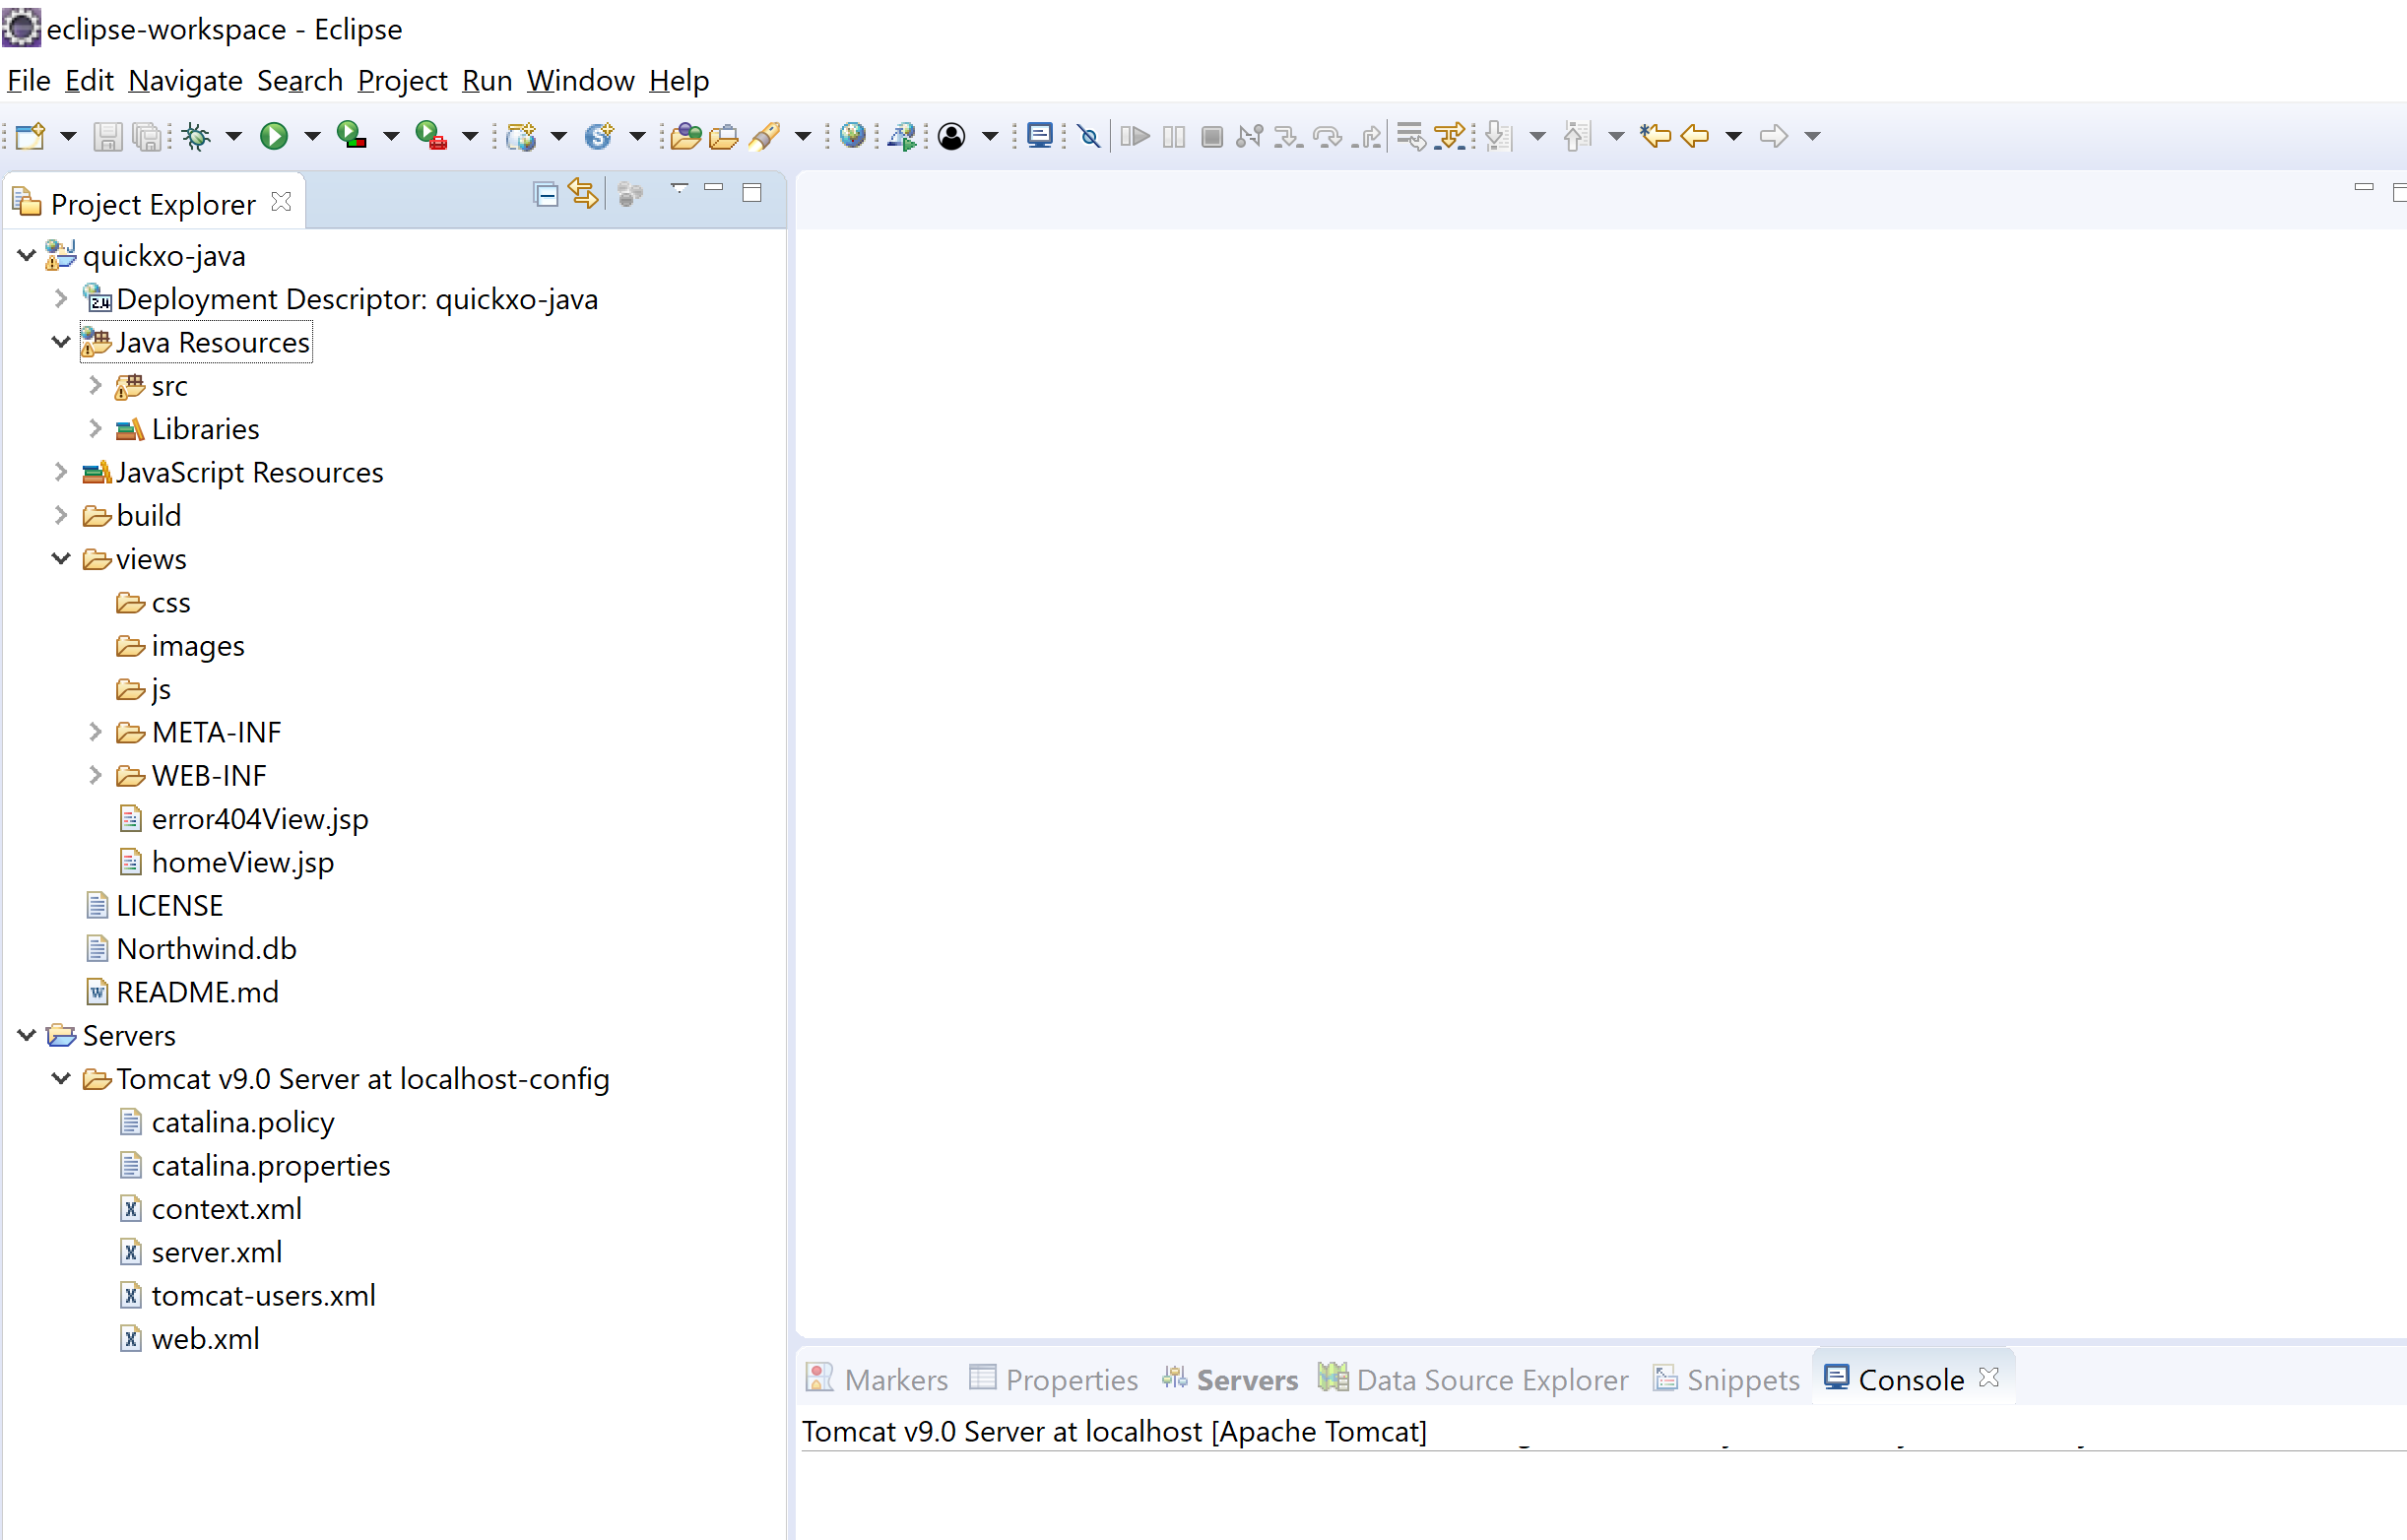 eclipse-workspace - Eclipse
File Edit Navigate Search Project Run Window Help
Project Explorer
quickxo-java
2.4 Deployment Descriptor: quickxo-java
Java Resources
src
Libraries
JavaScript Resources
build
views
css
images
js
META-INF
WEB-INF
error404View.jsp
homeView.jsp
LICENSE
Northwind.db
README.md
Servers
Tomcat v9.0 Server at localhost-config
catalina.policy
catalina.properties
context.xml
server.xml
tomcat-users.xml
web.xml
Markers Properties Servers Data Source Explorer Snippets Console
Tomcat v9.0 Server at localhost [Apache Tomcat]